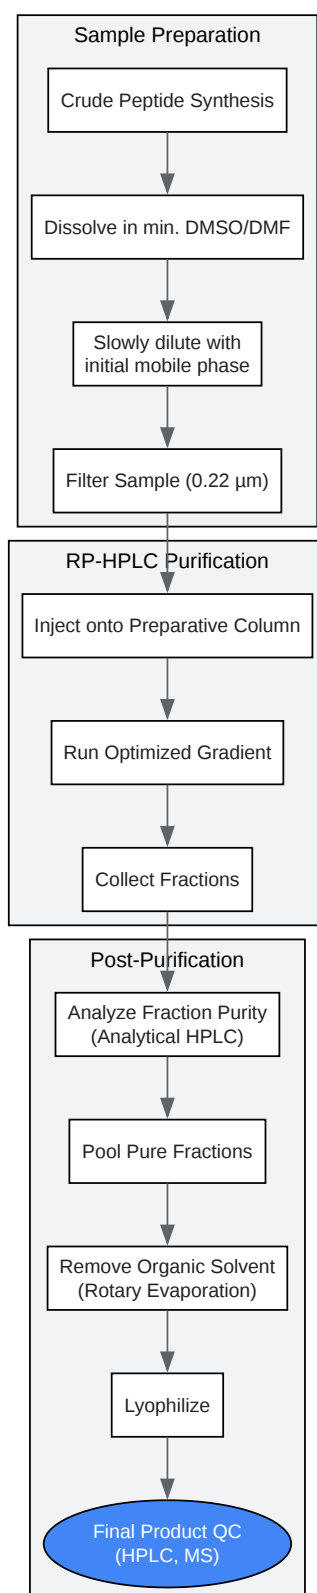 Sample Preparation
Crude Peptide Synthesis
Dissolve in min. DMSO/DMF
Slowly dilute with
initial mobile phase
Filter Sample (0.22 µm)
RP-HPLC Purification
Inject onto Preparative Column
Run Optimized Gradient
Collect Fractions
Post-Purification
Analyze Fraction Purity
(Analytical HPLC)
Pool Pure Fractions
Remove Organic Solvent
(Rotary Evaporation)
Lyophilize
Final Product QC
(HPLC, MS)